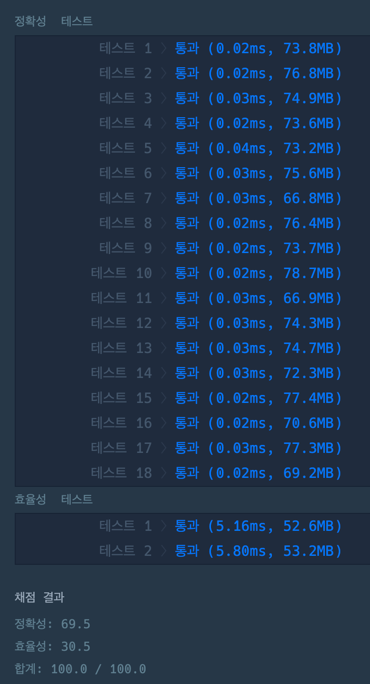 정확성 테스트
테스트 1 〉 통과 (0.02ms, 73.8MB)
테스트 2 〉 통과 (0.02ms, 76.8MB)
테스트 3 〉 통과 (0.03ms, 74.9MB)
테스트 4 〉 통과 (0.02ms, 73.6MB)
테스트 5 〉 통과 (0.04ms, 73.2MB)
테스트 6 〉 통과 (0.03ms, 75.6MB)
테스트 7 〉 통과 (0.03ms, 66.8MB)
테스트 8 〉 통과 (0.02ms, 76.4MB)
테스트 9 〉 통과 (0.02ms, 73.7MB)
테스트 10 〉 통과 (0.02ms, 78.7MB)
테스트 11 〉 통과 (0.03ms, 66.9MB)
테스트 12 〉 통과 (0.03ms, 74.3MB)
테스트 13 〉 통과 (0.03ms, 74.7MB)
테스트 14 〉 통과 (0.03ms, 72.3MB)
테스트 15 〉 통과 (0.02ms, 77.4MB)
테스트 16 〉 통과 (0.02ms, 70.6MB)
테스트 17 〉 통과 (0.03ms, 77.3MB)
테스트 18 〉 통과 (0.02ms, 69.2MB)
효율성 테스트
테스트 1 〉 통과 (5.16ms, 52.6MB)
테스트 2 〉 통과 (5.80ms, 53.2MB)
채점 결과
정확성: 69.5
효율성: 30.5
합계: 100.0 / 100.0